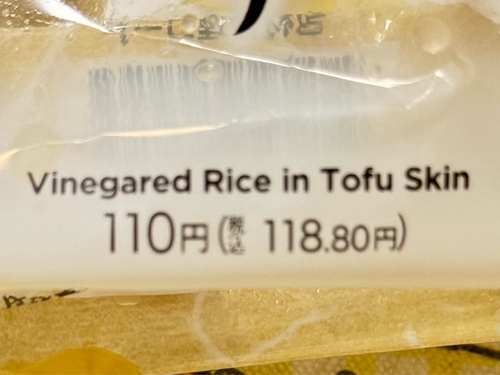 Vinegared Rice in Tofu Skin
110円(税込 118.80円)